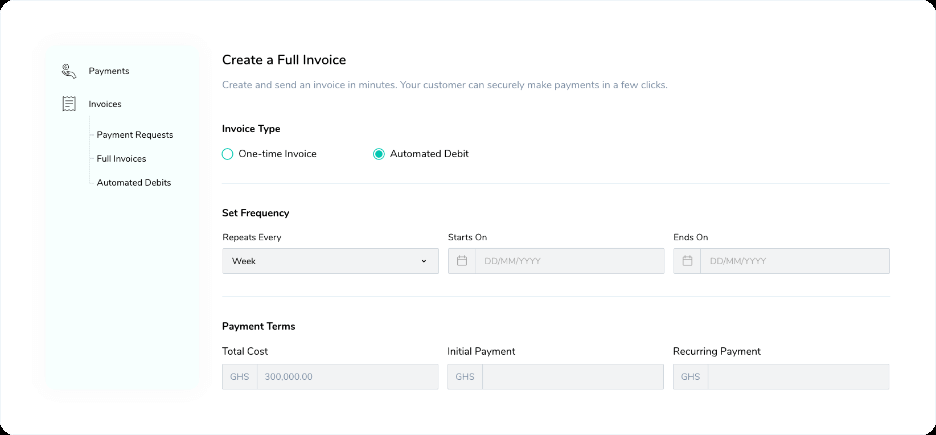 Payments
Invoices
Payment Requests
Full Invoices
Automated Debits
Create a Full Invoice
Create and send an invoice in minutes. Your customer can securely make payments in a few clicks.
Invoice Type
One-time Invoice Automated Debit
Set Frequency
Repeats Every Starts On Ends On
Week DD/MM/YYYY DD/MM/YYYY
Payment Terms
Total Cost Initial Payment Recurring Payment
GHS 300,000.00 GHS GHS